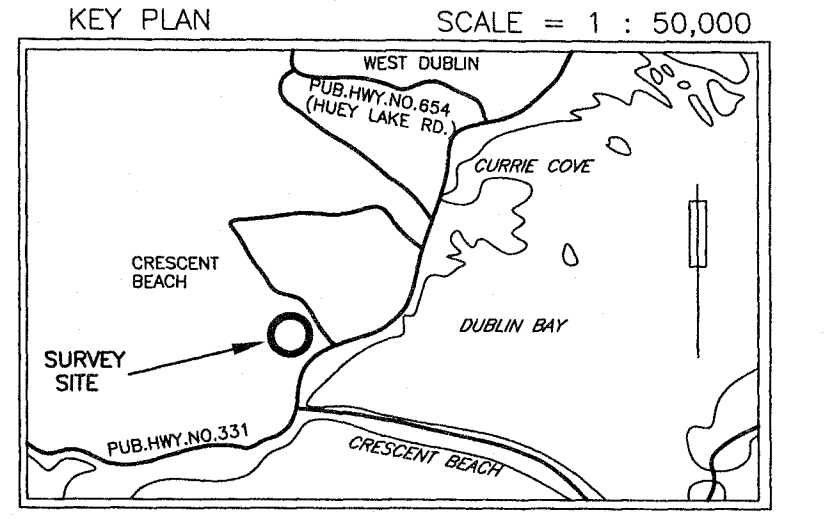 KEY PLAN
SCALE = 1 : 50,000
WEST DUBLIN
PUB.HWY.NO.654
(HUEY LAKE RD.)
CURRIE COVE
CRESCENT
BEACH
DUBLIN BAY
SURVEY
SITE
PUB.HWY.NO.331
CRESCENT BEACH